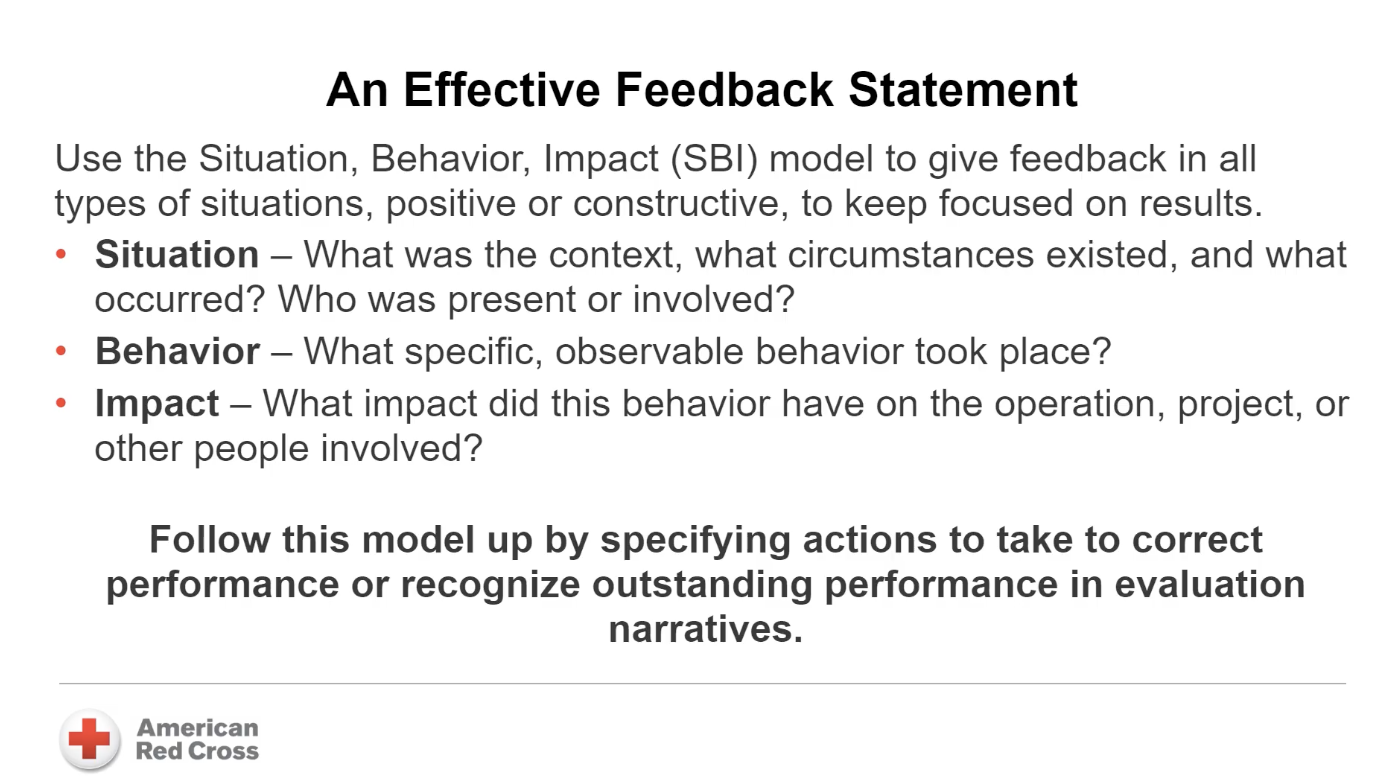 An Effective Feedback Statement
Use the Situation, Behavior, Impact (SBI) model to give feedback in all
types of situations, positive or constructive, to keep focused on results.
• Situation – What was the context, what circumstances existed, and what
occurred? Who was present or involved?
• Behavior – What specific, observable behavior took place?
• Impact – What impact did this behavior have on the operation, project, or
other people involved?
Follow this model up by specifying actions to take to correct
performance or recognize outstanding performance in evaluation
narratives.
American
Red Cross